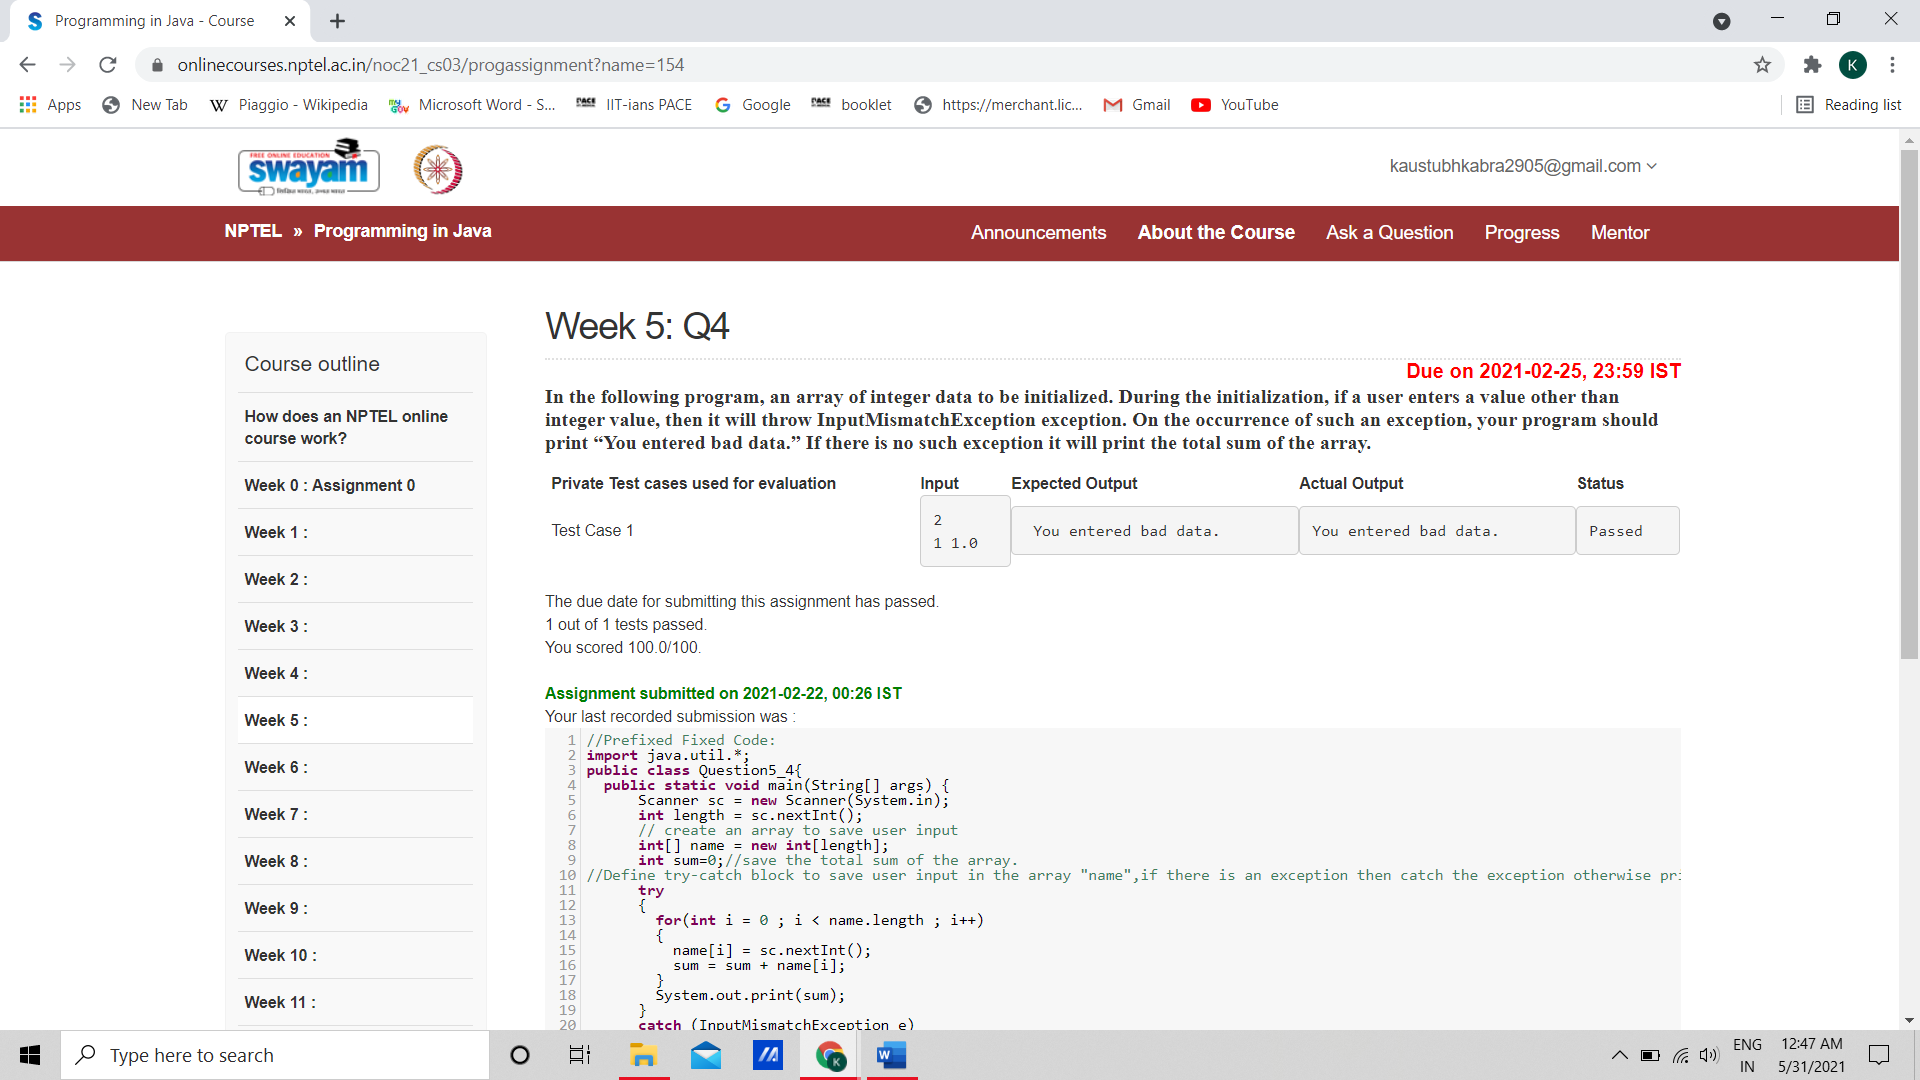 Programming in Java - Course
onlinecourses.nptel.ac.in/noc21_cs03/progassignment?name=154
K
Apps
New Tab
W Piaggio - Wikipedia
Microsoft Word - S...
PACE IIT-ians PACE
Google
PACE booklet
https://merchant.lic...
Gmail
YouTube
Reading list
FREE ONLINE EDUCATION
swayam
kaustubhkabra2905@gmail.com
NPTEL » Programming in Java
Announcements
About the Course
Ask a Question
Progress
Mentor
Course outline
How does an NPTEL online
course work?
Week 0 : Assignment 0
Week 1 :
Week 2 :
Week 3 :
Week 4 :
Week 5 :
Week 6 :
Week 7 :
Week 8 :
Week 9 :
Week 10 :
Week 11 :
Week 5: Q4
Due on 2021-02-25, 23:59 IST
In the following program, an array of integer data to be initialized. During the initialization, if a user enters a value other than
integer value, then it will throw InputMismatchException exception. On the occurrence of such an exception, your program should
print “You entered bad data.” If there is no such exception it will print the total sum of the array.
Private Test cases used for evaluation Input Expected Output Actual Output Status
Test Case 1
2
1 1.0
You entered bad data.
You entered bad data.
Passed
The due date for submitting this assignment has passed.
1 out of 1 tests passed.
You scored 100.0/100.
Assignment submitted on 2021-02-22, 00:26 IST
Your last recorded submission was :
1 //Prefixed Fixed Code:
2 import java.util.*;
3 public class Question5_4{
4 public static void main(String[] args) {
5 Scanner sc = new Scanner(System.in);
6 int length = sc.nextInt();
7 // create an array to save user input
8 int[] name = new int[length];
9 int sum=0;//save the total sum of the array.
10 //Define try-catch block to save user input in the array "name",if there is an exception then catch the exception otherwise pri
11 try
12 {
13 for(int i = 0 ; i < name.length ; i++)
14 {
15 name[i] = sc.nextInt();
16 sum = sum + name[i];
17 }
18 System.out.print(sum);
19 }
20 catch (InputMismatchException e)
Type here to search
ENG
IN
12:47 AM
5/31/2021